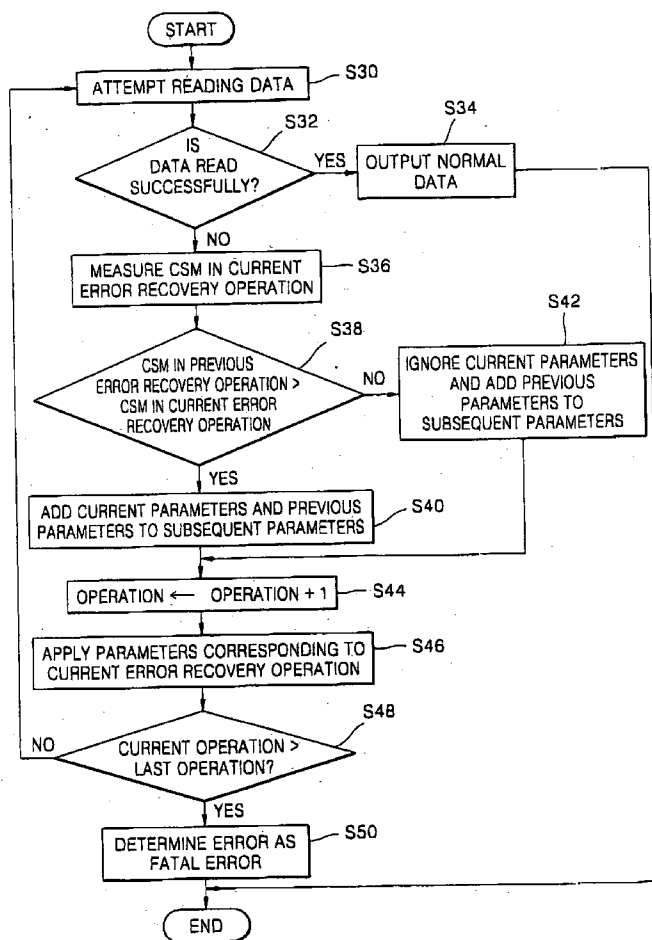 START
S30
ATTEMPT READING DATA
S32
IS
DATA READ
SUCCESSFULLY?
YES
S34
OUTPUT NORMAL
DATA
NO
MEASURE CSM IN CURRENT
ERROR RECOVERY OPERATION
S36
S38
CSM IN PREVIOUS
ERROR RECOVERY OPERATION >
CSM IN CURRENT ERROR
RECOVERY OPERATION
NO
S42
IGNORE CURRENT PARAMETERS
AND ADD PREVIOUS
PARAMETERS TO
SUBSEQUENT PARAMETERS
YES
ADD CURRENT PARAMETERS AND PREVIOUS
PARAMETERS TO SUBSEQUENT PARAMETERS
S40
OPERATION ← OPERATION + 1
S44
APPLY PARAMETERS CORRESPONDING TO
CURRENT ERROR RECOVERY OPERATION
S46
S48
NO
CURRENT OPERATION >
LAST OPERATION?
YES
DETERMINE ERROR AS
FATAL ERROR
S50
END